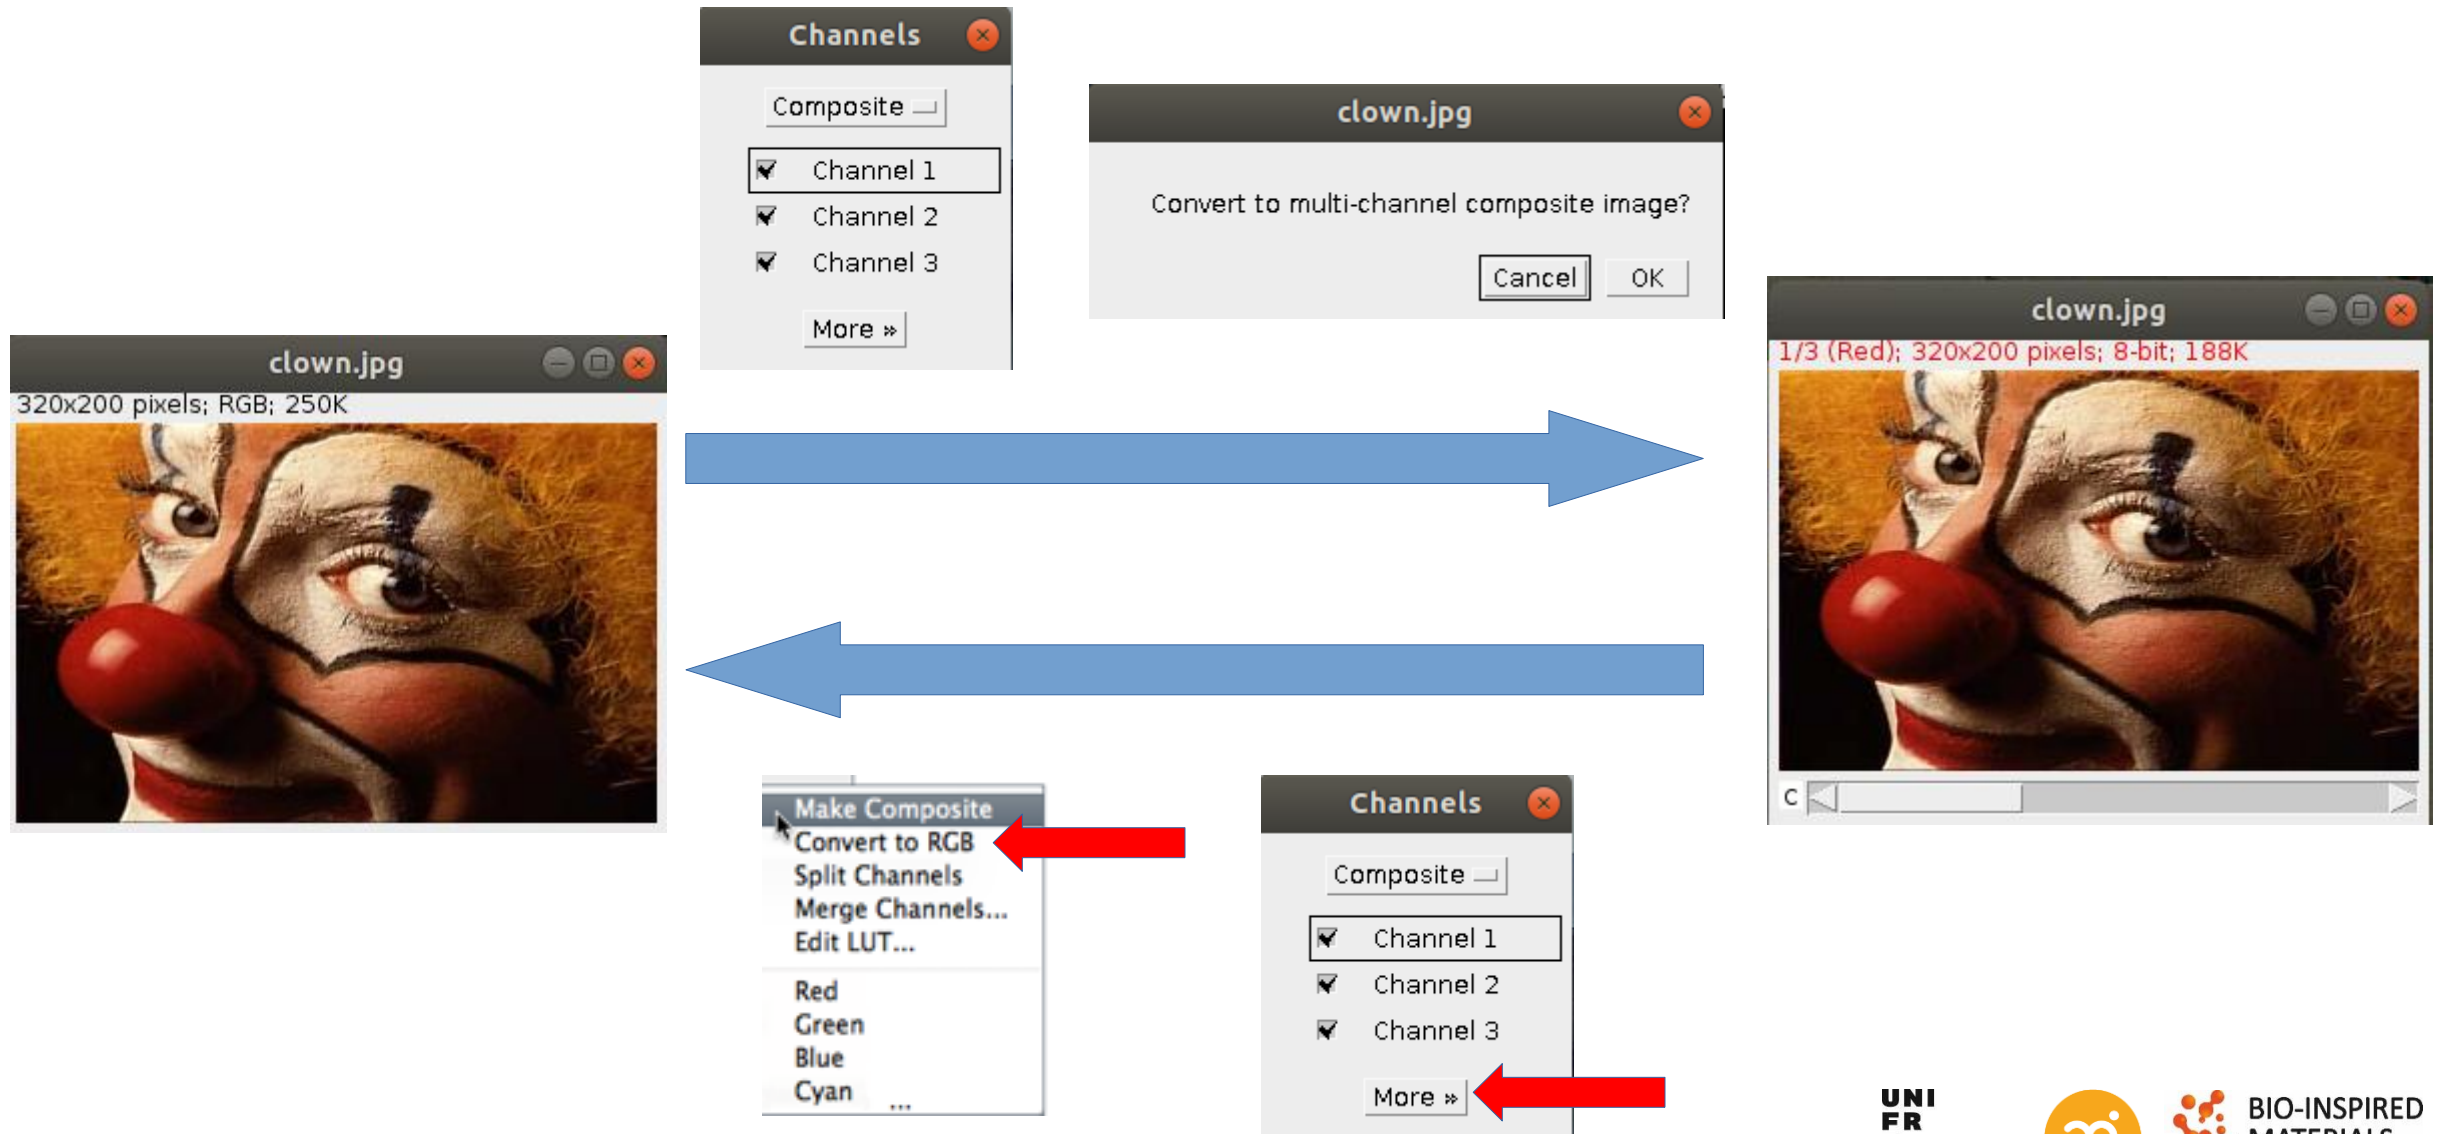 Channels
Composite
Channel 1
Channel 2
Channel 3
More »
clown.jpg
Convert to multi-channel composite image?
Cancel
OK
clown.jpg
320x200 pixels; RGB; 250K
clown.jpg
1/3 (Red); 320x200 pixels; 8-bit; 188K
C
Make Composite
Convert to RGB
Split Channels
Merge Channels...
Edit LUT...
Red
Green
Blue
Cyan
...
Channels
Composite
Channel 1
Channel 2
Channel 3
More »
UNI
FR
BIO-INSPIRED
MATERIALS